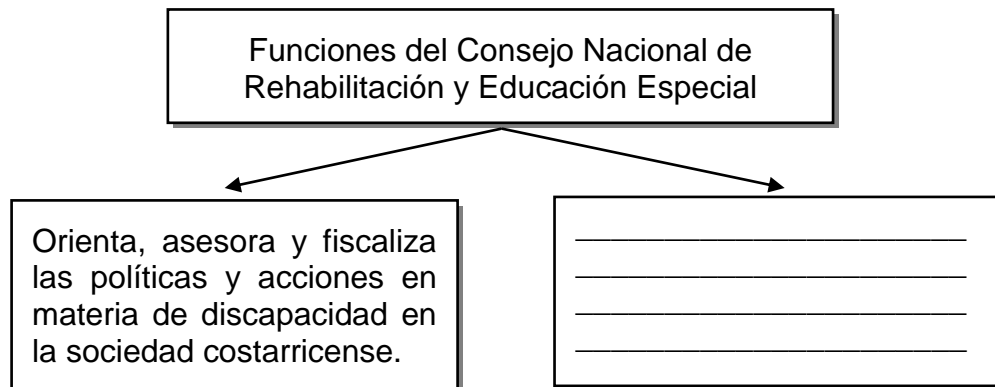 Funciones del Consejo Nacional de
Rehabilitación y Educación Especial
Orienta, asesora y fiscaliza
las políticas y acciones en
materia de discapacidad en
la sociedad costarricense.